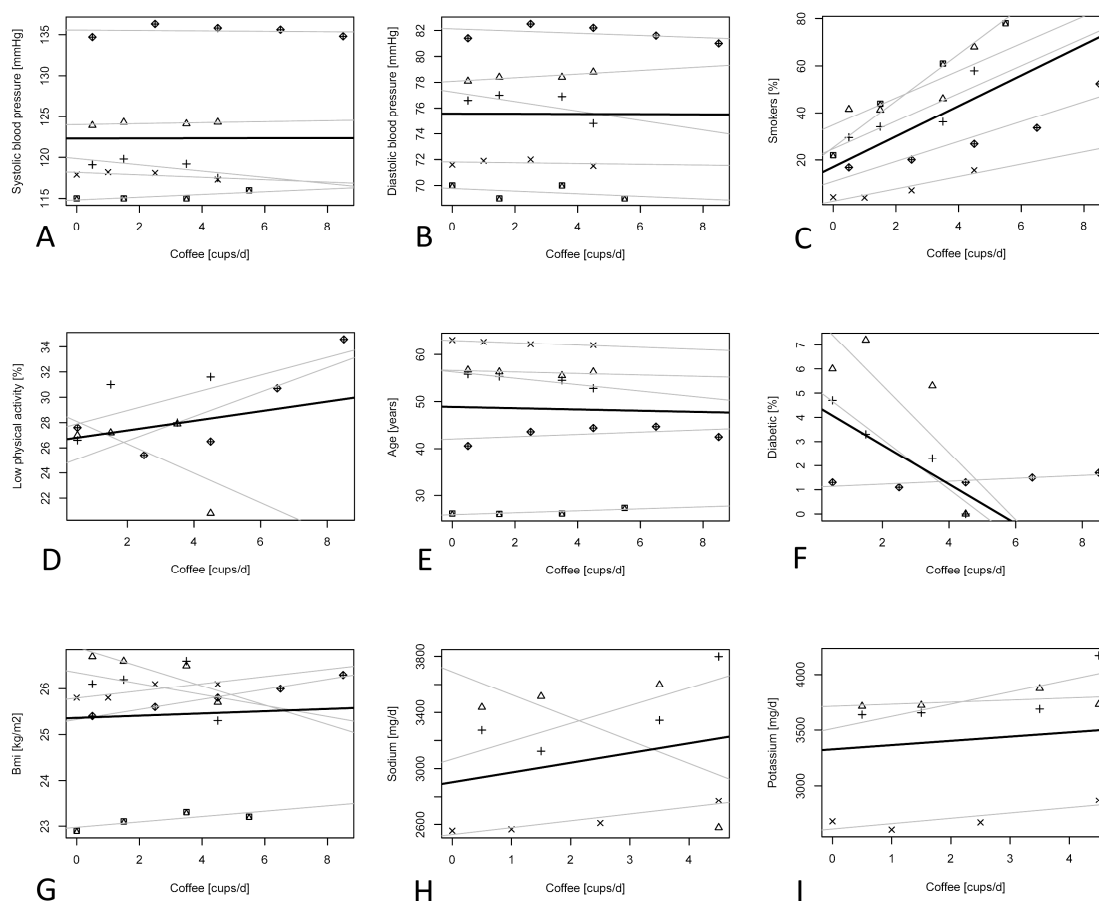 Systolic blood pressure [mmHg]
115 120 125 130 135
0 2 4 6 8
Coffee [cups/d]
A
Diastolic blood pressure [mmHg]
70 72 74 76 78 80 82
0 2 4 6 8
Coffee [cups/d]
B
Smokers [%]
20 40 60 80
0 2 4 6 8
Coffee [cups/d]
C
Low physical activity [%]
22 24 26 28 30 32 34
2 4 6 8
Coffee [cups/d]
D
Age [years]
30 40 50 60
0 2 4 6 8
Coffee [cups/d]
E
Diabetic [%]
0 1 2 3 4 5 6 7
2 4 6 8
Coffee [cups/d]
F
Bmi [kg/m2]
23 24 25 26
0 2 4 6 8
Coffee [cups/d]
G
Sodium [mg/d]
2600 3000 3400 3800
0 1 2 3 4
Coffee [cups/d]
H
Potassium [mg/d]
3000 3500 4000
0 1 2 3 4
Coffee [cups/d]
I